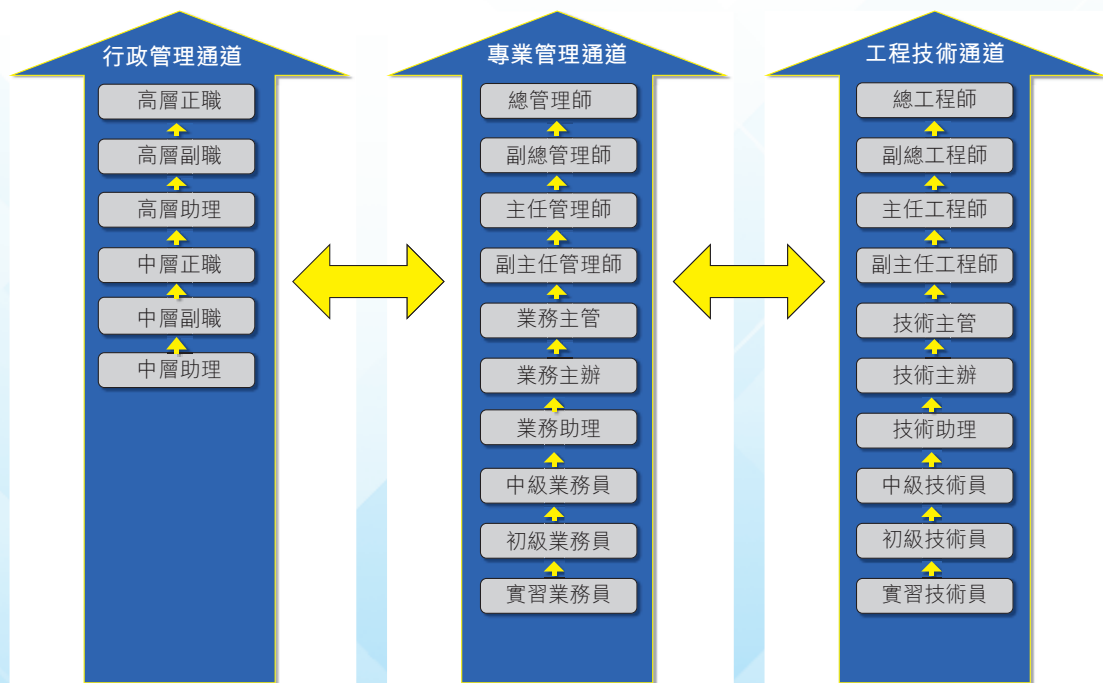 行政管理通道
高層正職
高層副職
高層助理
中層正職
中層副職
中層助理
專業管理通道
總管理師
副總管理師
主任管理師
副主任管理師
業務主管
業務主辦
業務助理
中級業務員
初級業務員
實習業務員
工程技術通道
總工程師
副總工程師
主任工程師
副主任工程師
技術主管
技術主辦
技術助理
中級技術員
初級技術員
實習技術員